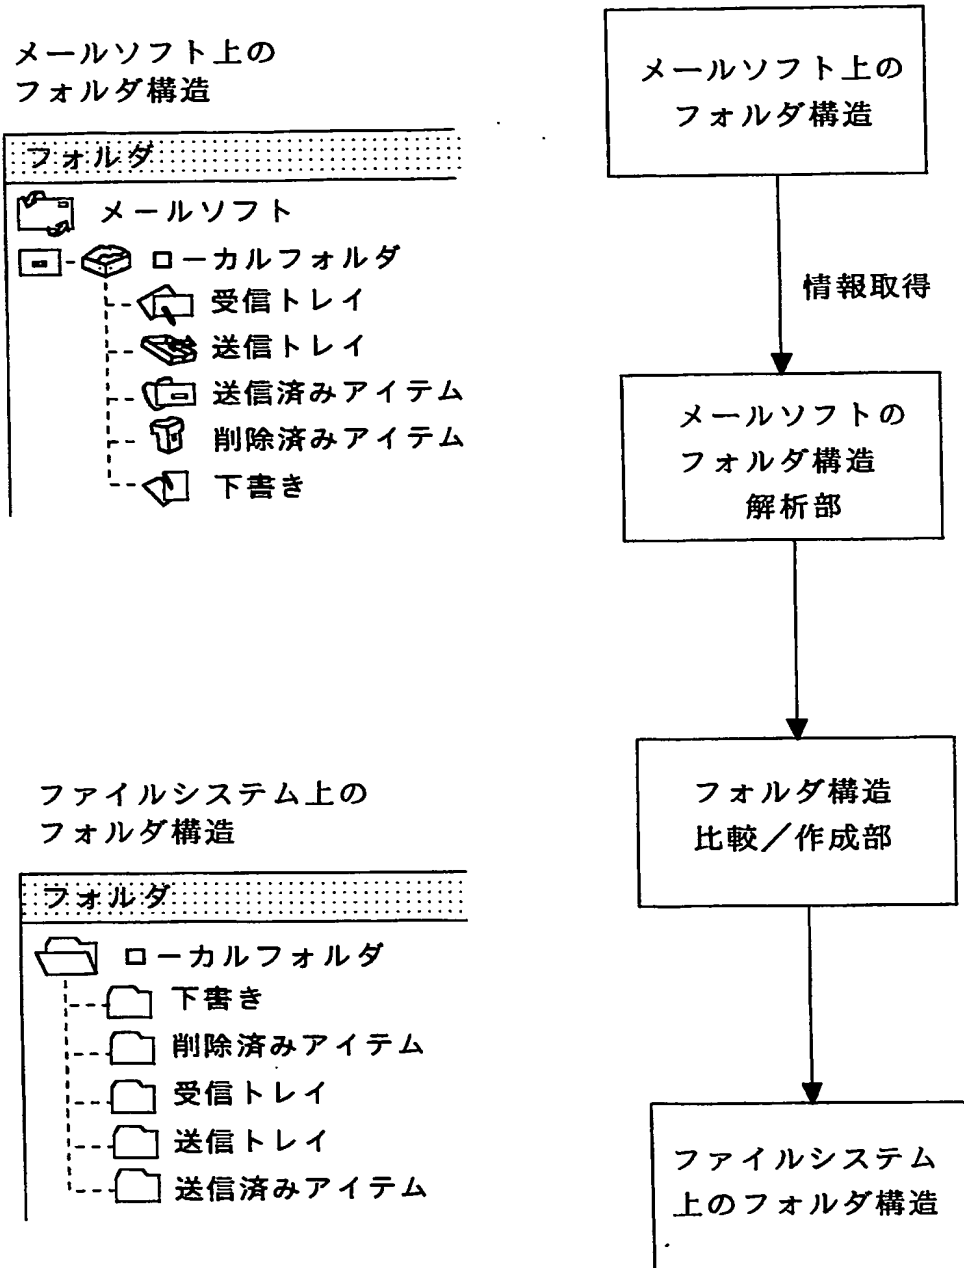 メールソフト上の
フォルダ構造
フォルダ
メールソフト
ローカルフォルダ
受信トレイ
送信トレイ
送信済みアイテム
削除済みアイテム
下書き
ファイルシステム上の
フォルダ構造
フォルダ
ローカルフォルダ
下書き
削除済みアイテム
受信トレイ
送信トレイ
送信済みアイテム
メールソフト上の
フォルダ構造
情報取得
メールソフトの
フォルダ構造
解析部
フォルダ構造
比較／作成部
ファイルシステム
上のフォルダ構造